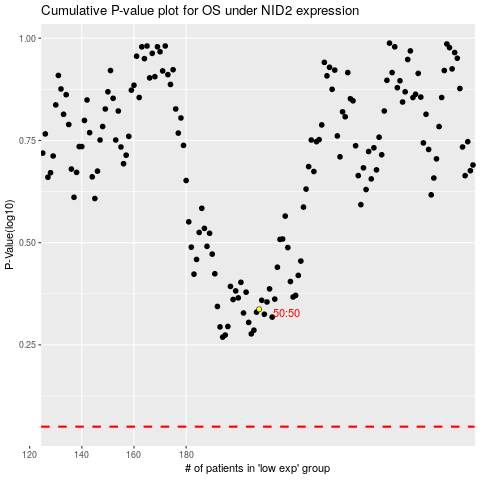 Cumulative P-value plot for OS under NID2 expression
P-Value(log10)
1.00
0.75
0.50
0.25
50:50
120 140 160 180
# of patients in 'low exp' group